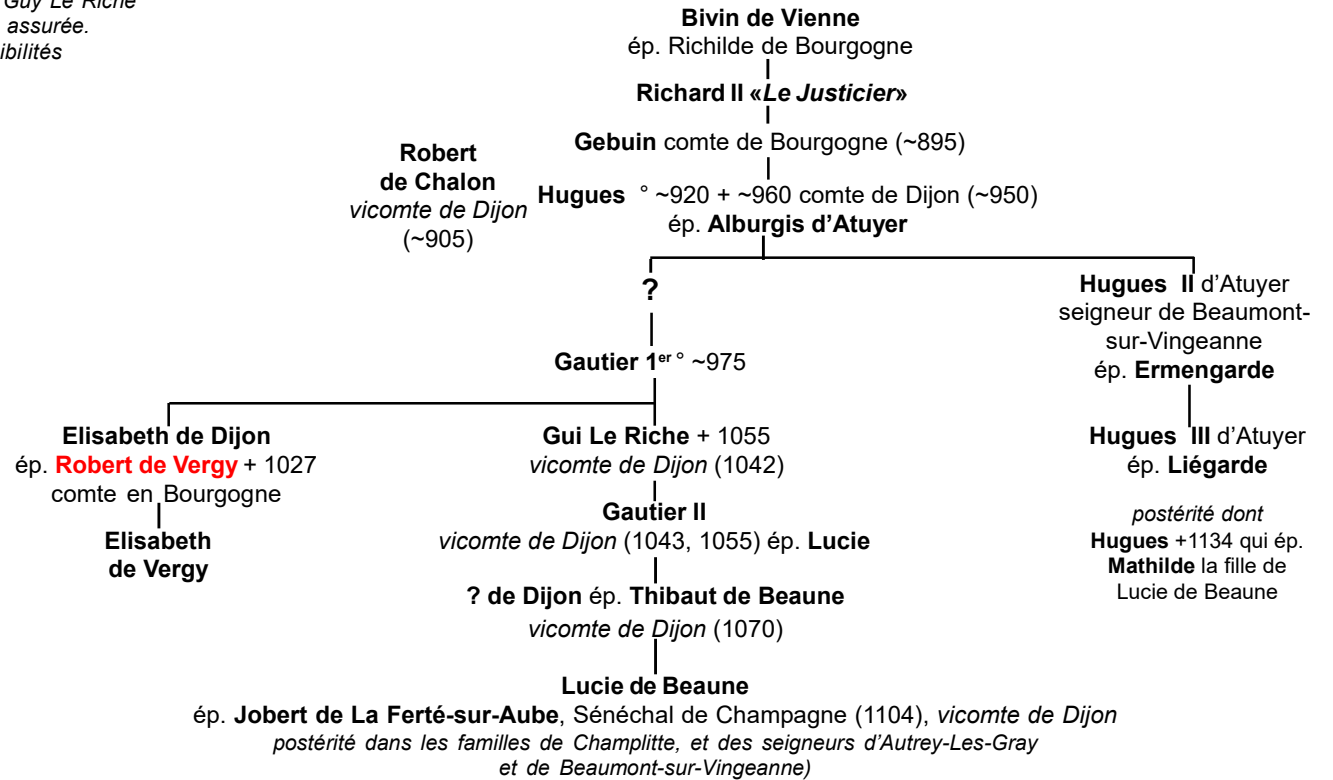 Guy Le Riche
assurée.
ibilités
Bivin de Vienne
ép. Richilde de Bourgogne
Richard II «Le Justicier»
Gebuin comte de Bourgogne (~895)
Robert
de Chalon
vicomte de Dijon
(~905)
Hugues ° ~920 + ~960 comte de Dijon (~950)
ép. Alburgis d’Atuyer
?
Hugues II d’Atuyer
seigneur de Beaumont-
sur-Vingeanne
ép. Ermengarde
Gautier 1er ° ~975
Elisabeth de Dijon
ép. Robert de Vergy + 1027
comte en Bourgogne
Elisabeth
de Vergy
Gui Le Riche + 1055
vicomte de Dijon (1042)
Gautier II
vicomte de Dijon (1043, 1055) ép. Lucie
? de Dijon ép. Thibaut de Beaune
vicomte de Dijon (1070)
Hugues III d’Atuyer
ép. Liégarde
postérité dont
Hugues +1134 qui ép.
Mathilde la fille de
Lucie de Beaune
Lucie de Beaune
ép. Jobert de La Ferté-sur-Aube, Sénéchal de Champagne (1104), vicomte de Dijon
postérité dans les familles de Champlitte, et des seigneurs d'Autrey-Les-Gray
et de Beaumont-sur-Vingeanne)